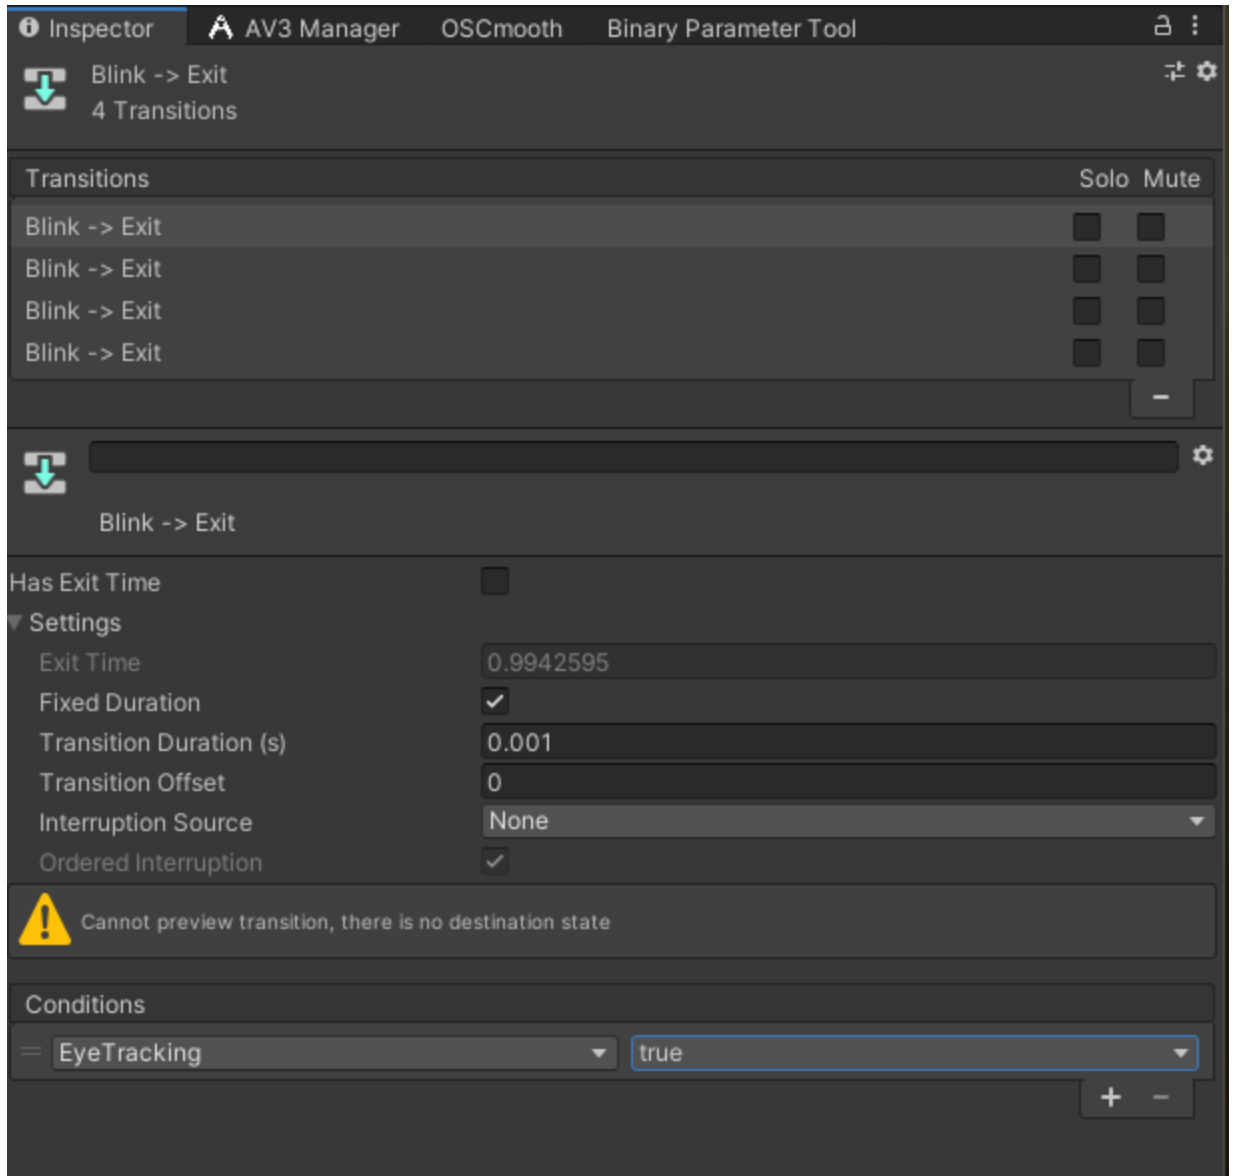 Inspector AV3 Manager OSCmooth Binary Parameter Tool
Blink -> Exit
4 Transitions
Transitions Solo Mute
Blink -> Exit
Blink -> Exit
Blink -> Exit
Blink -> Exit
Blink -> Exit
Has Exit Time
Settings
Exit Time 0.9942595
Fixed Duration
Transition Duration (s) 0.001
Transition Offset 0
Interruption Source None
Ordered Interruption
Cannot preview transition, there is no destination state
Conditions
EyeTracking true